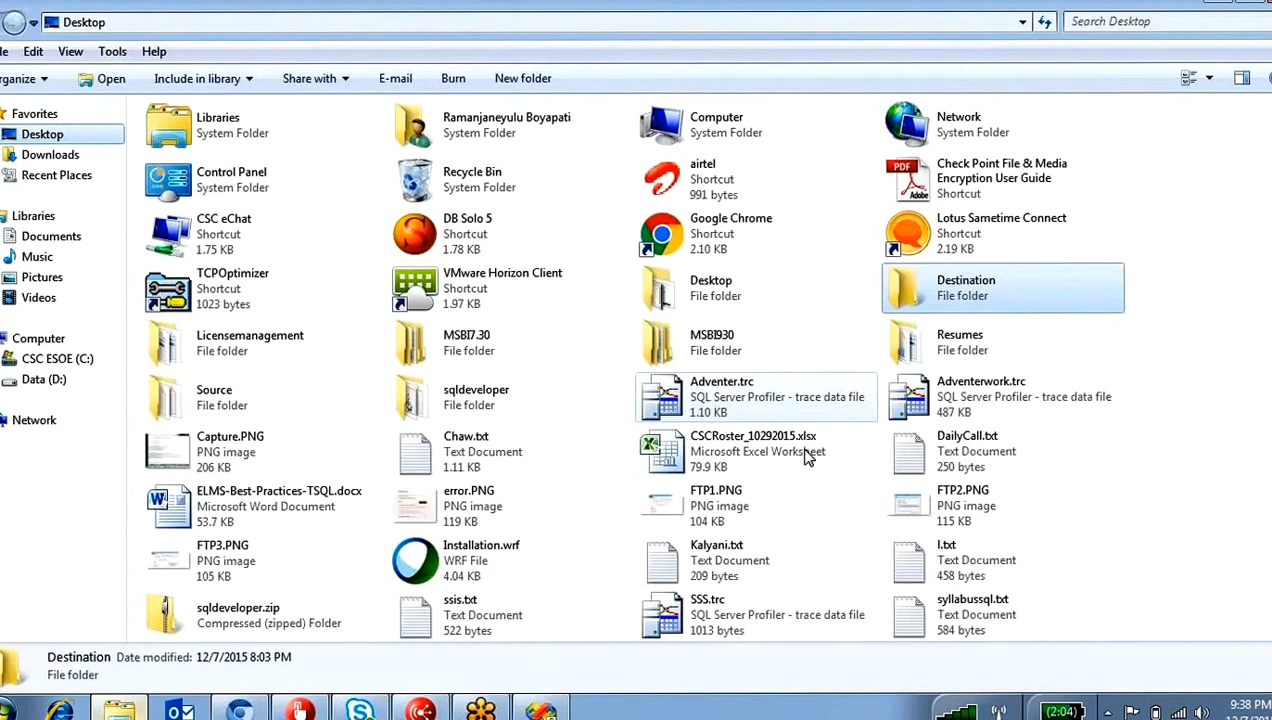 Desktop
Search Desktop
Edit View Tools Help
Open Include in library Share with E-mail Burn New folder
Favorites
Desktop
Downloads
Recent Places
Libraries
Documents
Music
Pictures
Videos
Computer
CSC ESOE (C:)
Data (D:)
Network
Libraries
System Folder
Ramanjaneyulu Boyapati
System Folder
Computer
System Folder
Network
System Folder
Control Panel
System Folder
Recycle Bin
System Folder
airtel
Shortcut
991 bytes
PDF
Adobe
Check Point File & Media
Encryption User Guide
Shortcut
CSC eChat
Shortcut
1.75 KB
DB Solo 5
Shortcut
1.78 KB
Google Chrome
Shortcut
2.10 KB
Lotus Sametime Connect
Shortcut
2.19 KB
TCPOptimizer
Shortcut
1023 bytes
VMware Horizon Client
Shortcut
1.97 KB
Desktop
File folder
Destination
File folder
Licensemanagement
File folder
MSBI7.30
File folder
MSBI930
File folder
Resumes
File folder
Source
File folder
sqldeveloper
File folder
Adventer.trc
SQL Server Profiler - trace data file
1.10 KB
Adventerwork.trc
SQL Server Profiler - trace data file
487 KB
Capture.PNG
PNG image
206 KB
Chaw.txt
Text Document
1.11 KB
CSCRoster_10292015.xlsx
Microsoft Excel Worksheet
79.9 KB
DailyCall.txt
Text Document
250 bytes
ELMS-Best-Practices-TSQL.docx
Microsoft Word Document
53.7 KB
error.PNG
PNG image
119 KB
FTP1.PNG
PNG image
104 KB
FTP2.PNG
PNG image
115 KB
FTP3.PNG
PNG image
105 KB
Installation.wrf
WRF File
4.04 KB
Kalyani.txt
Text Document
209 bytes
l.txt
Text Document
458 bytes
sqldeveloper.zip
Compressed (zipped) Folder
ssis.txt
Text Document
522 bytes
SSS.trc
SQL Server Profiler - trace data file
1013 bytes
syllabussql.txt
Text Document
584 bytes
Destination Date modified: 12/7/2015 8:03 PM
File folder
(2:04)
9:38 PM